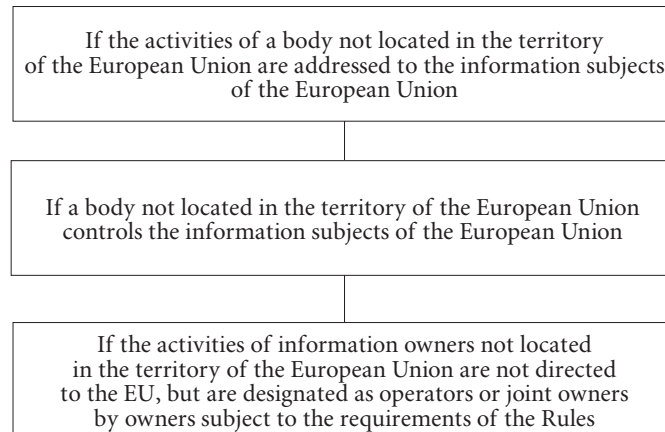 If the activities of a body not located in the territory
of the European Union are addressed to the information subjects
of the European Union
If a body not located in the territory of the European Union
controls the information subjects of the European Union
If the activities of information owners not located
in the territory of the European Union are not directed
to the EU, but are designated as operators or joint owners
by owners subject to the requirements of the Rules